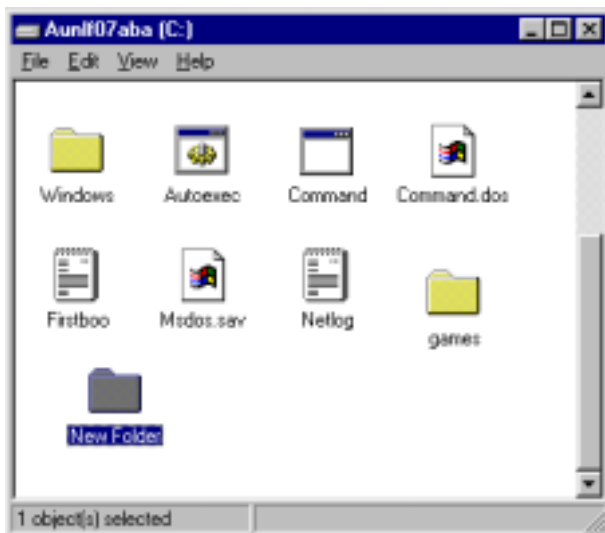 Aunlf07aba (C:)
File Edit View Help
Windows Autoexec Command Command.dos
Firstboo Msdos.sav Netlog games
New Folder
1 object(s) selected